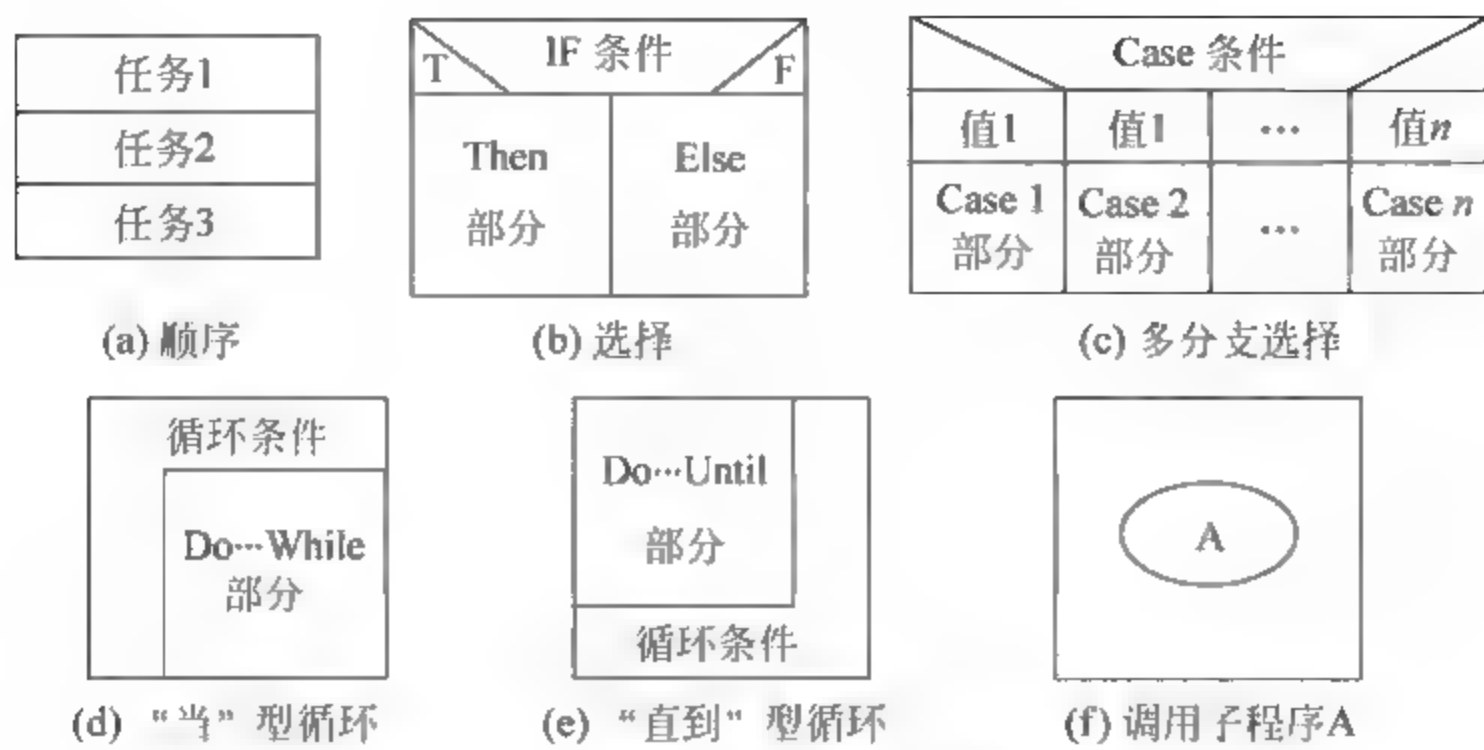 任务1
任务2
任务3
(a) 顺序
T
IF 条件
F
Then
部分
Else
部分
(b) 选择
Case 条件
值1
值1
...
值n
Case 1
部分
Case 2
部分
...
Case n
部分
(c) 多分支选择
循环条件
Do…While
部分
(d) “当” 型循环
Do…Until
部分
循环条件
(e) “直到” 型循环
A
(f) 调用子程序A